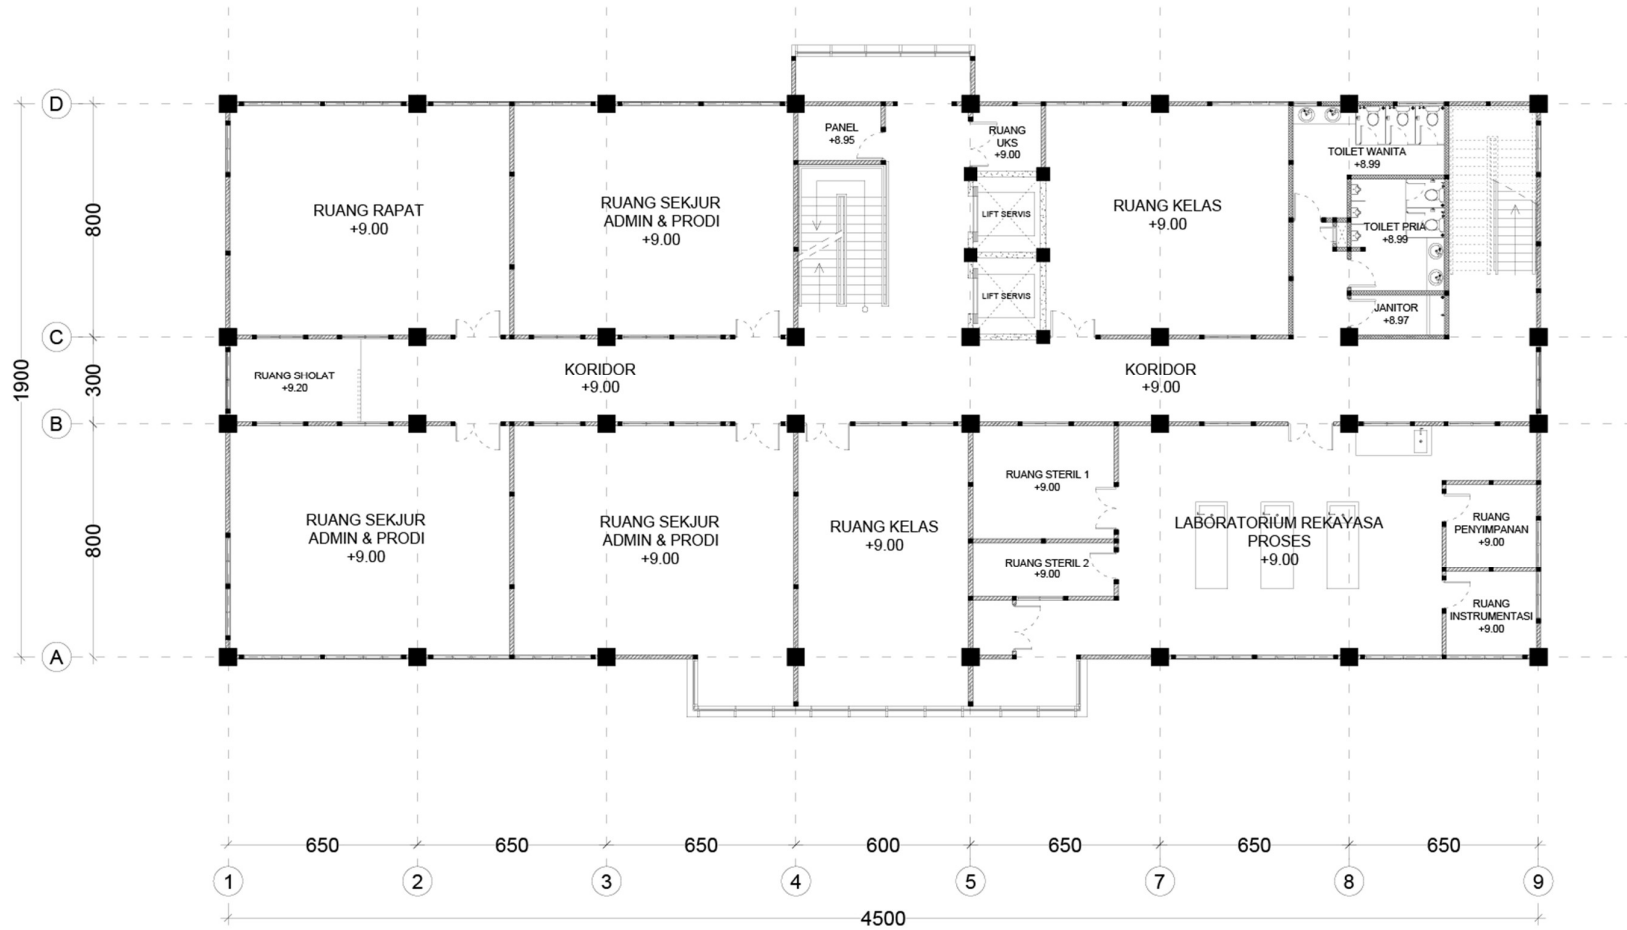 D
PANEL
+8.95
RUANG
UKS
+9.00
TOILET WANITA
+8.99
800
RUANG RAPAT
+9.00
RUANG SEKJUR
ADMIN & PRODI
+9.00
LIFT SERVIS
RUANG KELAS
+9.00
TOILET PRIA
+8.99
LIFT SERVIS
JANITOR
+8.97
C
1900
300
RUANG SHOLAT
+9.20
KORIDOR
+9.00
KORIDOR
+9.00
B
800
RUANG SEKJUR
ADMIN & PRODI
+9.00
RUANG SEKJUR
ADMIN & PRODI
+9.00
RUANG KELAS
+9.00
RUANG STERIL 1
+9.00
RUANG STERIL 2
+9.00
LABORATORIUM REKAYASA
PROSES
+9.00
RUANG
PENYIMPANAN
+9.00
RUANG
INSTRUMENTASI
+9.00
A
650
650
650
600
650
650
650
1
2
3
4
5
7
8
9
4500